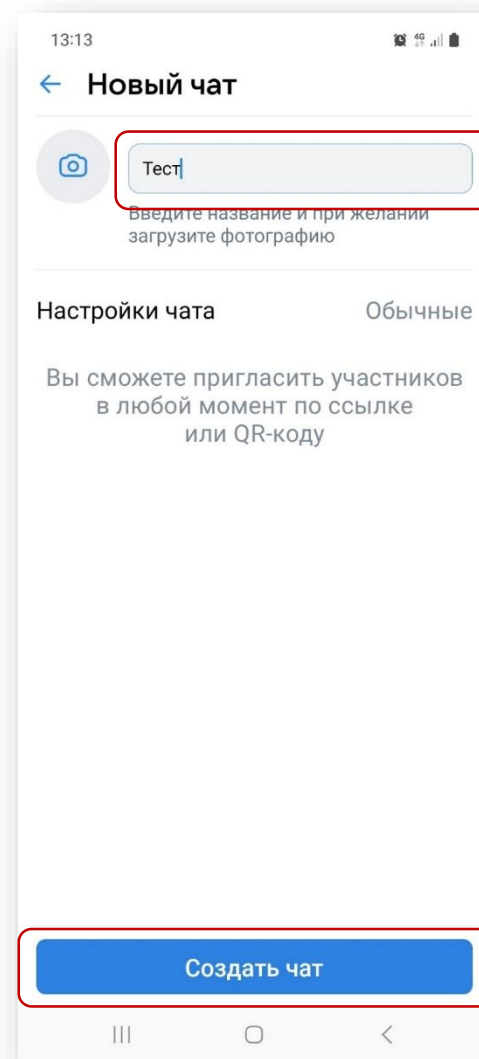 13:13
4G
Новый чат
Тест
Введите название и при желании
загрузите фотографию
Настройки чата
Обычные
Вы сможете пригласить участников
в любой момент по ссылке
или QR-коду
Создать чат